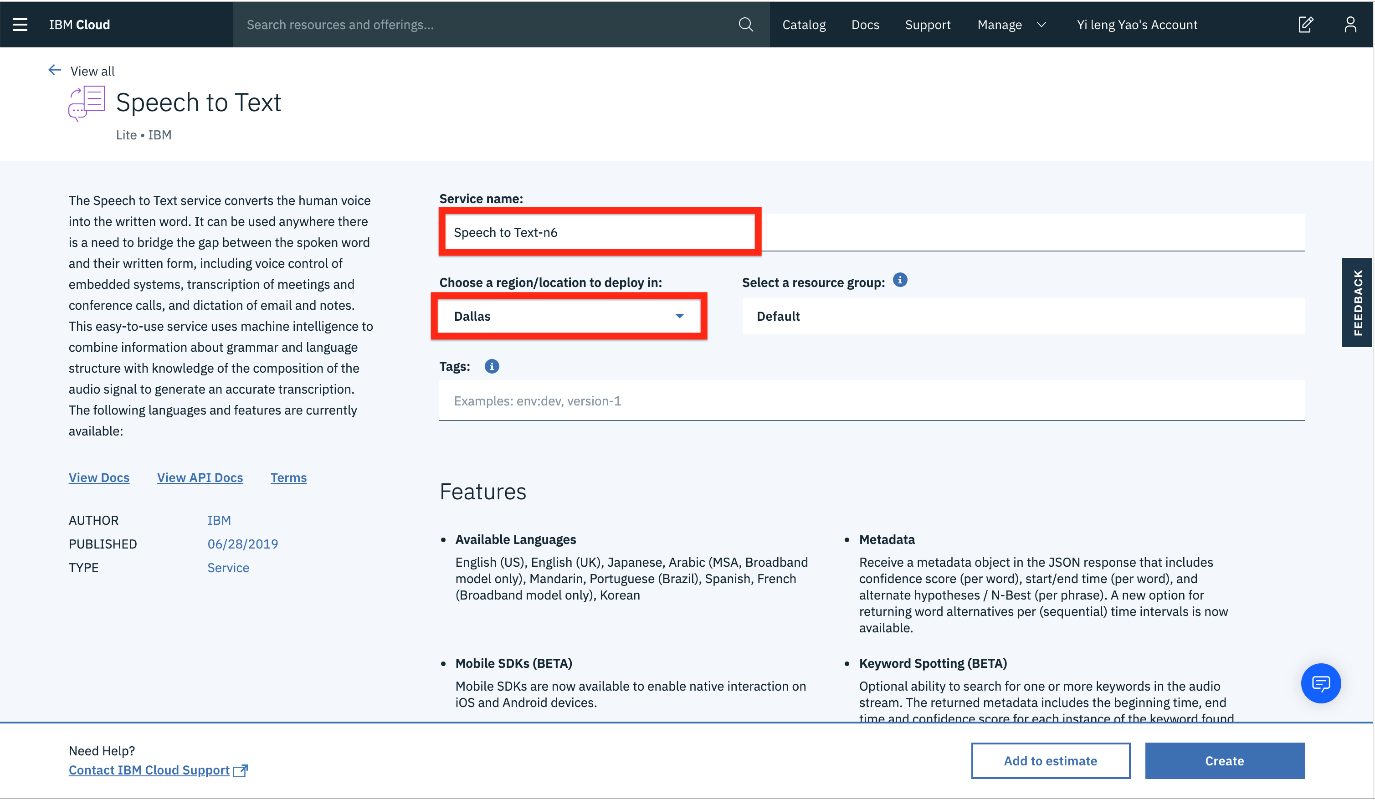 IBM Cloud
Search resources and offerings...
Catalog
Docs
Support
Manage
Yi leng Yao's Account
View all
Speech to Text
Lite • IBM
The Speech to Text service converts the human voice
into the written word. It can be used anywhere there
is a need to bridge the gap between the spoken word
and their written form, including voice control of
embedded systems, transcription of meetings and
conference calls, and dictation of email and notes.
This easy-to-use service uses machine intelligence to
combine information about grammar and language
structure with knowledge of the composition of the
audio signal to generate an accurate transcription.
The following languages and features are currently
available:
View Docs
View API Docs
Terms
AUTHOR IBM
PUBLISHED 06/28/2019
TYPE Service
Service name:
Speech to Text-n6
Choose a region/location to deploy in:
Dallas
Select a resource group:
Default
Tags:
Examples: env:dev, version-1
Features
• Available Languages
English (US), English (UK), Japanese, Arabic (MSA, Broadband
model only), Mandarin, Portuguese (Brazil), Spanish, French
(Broadband model only), Korean
• Metadata
Receive a metadata object in the JSON response that includes
confidence score (per word), start/end time (per word), and
alternate hypotheses / N-Best (per phrase). A new option for
returning word alternatives per (sequential) time intervals is now
available.
• Mobile SDKs (BETA)
Mobile SDKs are now available to enable native interaction on
iOS and Android devices.
• Keyword Spotting (BETA)
Optional ability to search for one or more keywords in the audio
stream. The returned metadata includes the beginning time, end
time and confidence score for each instance of the keyword found
FEEDBACK
Need Help?
Contact IBM Cloud Support
Add to estimate
Create